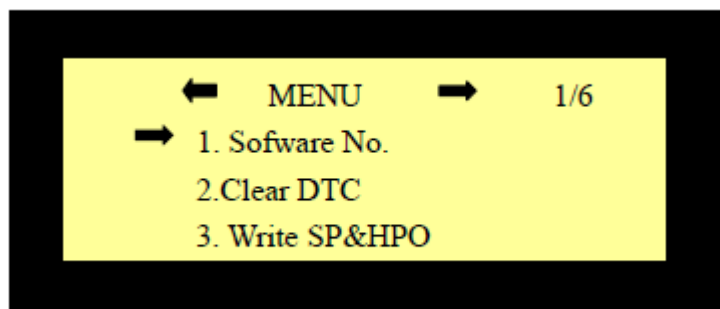 ← MENU → 1/6
→ 1. Sofware No.
2.Clear DTC
3. Write SP&HPO